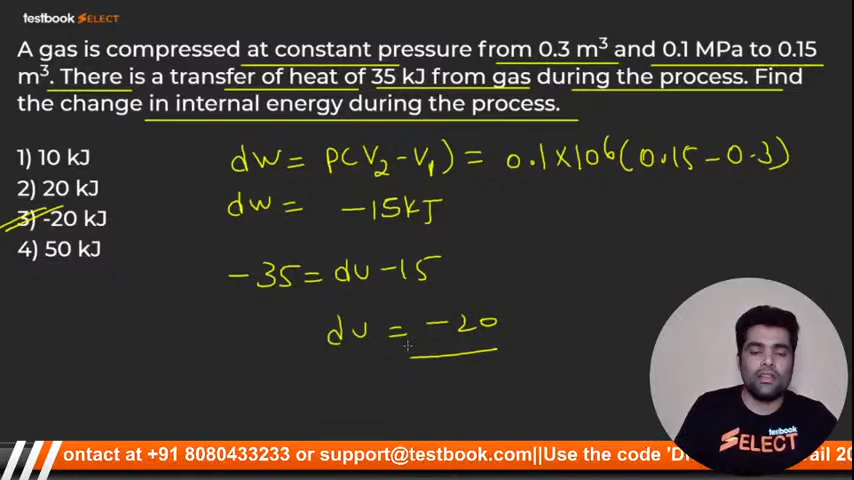 testbook SELECT
A gas is compressed at constant pressure from 0.3 m³ and 0.1 MPa to 0.15
m³. There is a transfer of heat of 35 kJ from gas during the process. Find
the change in internal energy during the process.
1) 10 kJ
2) 20 kJ
3) -20 kJ
4) 50 kJ
dw = P(V₂ - V₁) = 0.1 × 10⁶ (0.15 - 0.3)
dw = -15KJ
-35 = du - 15
du = -20
testbook
SELECT
ontact at +91 8080433233 or support@testbook.com||Use the code